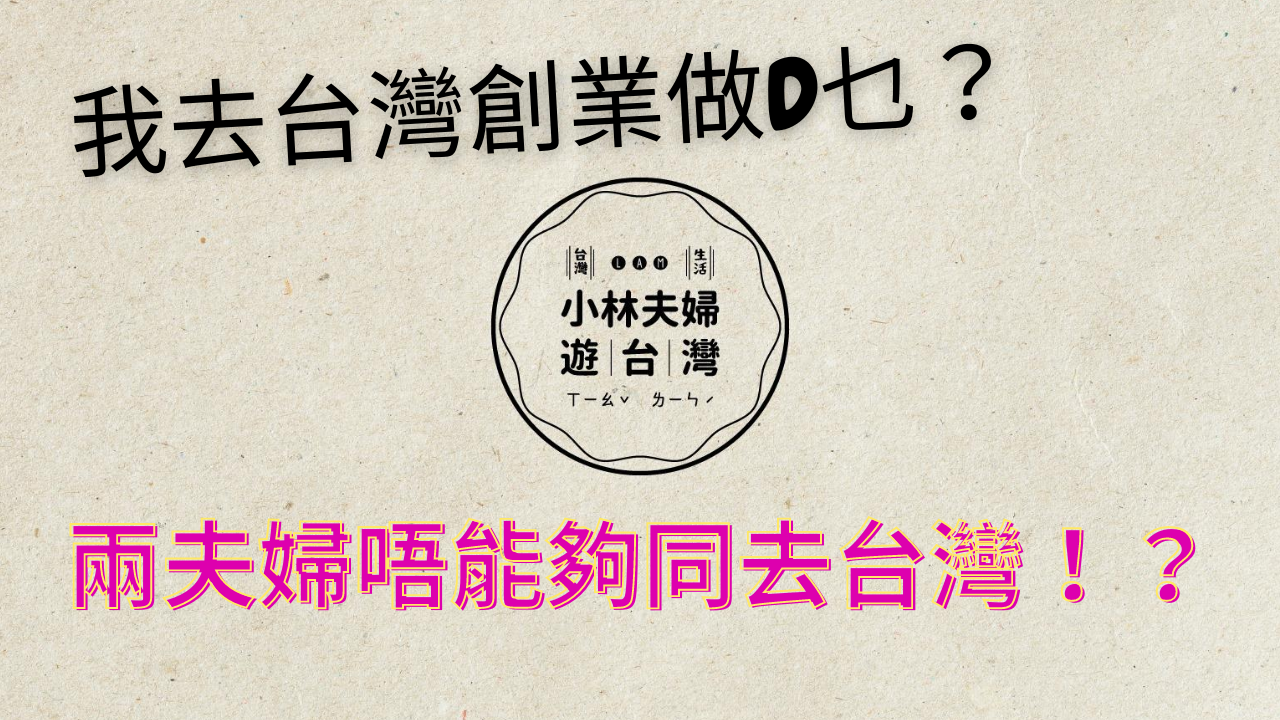 我去台灣創業做D乜？
台灣 LAM 生活
小林夫婦
遊|台|灣
ㄒㄧㄠˇ ㄌㄧㄣˊ
兩夫婦唔能夠同去台灣！？